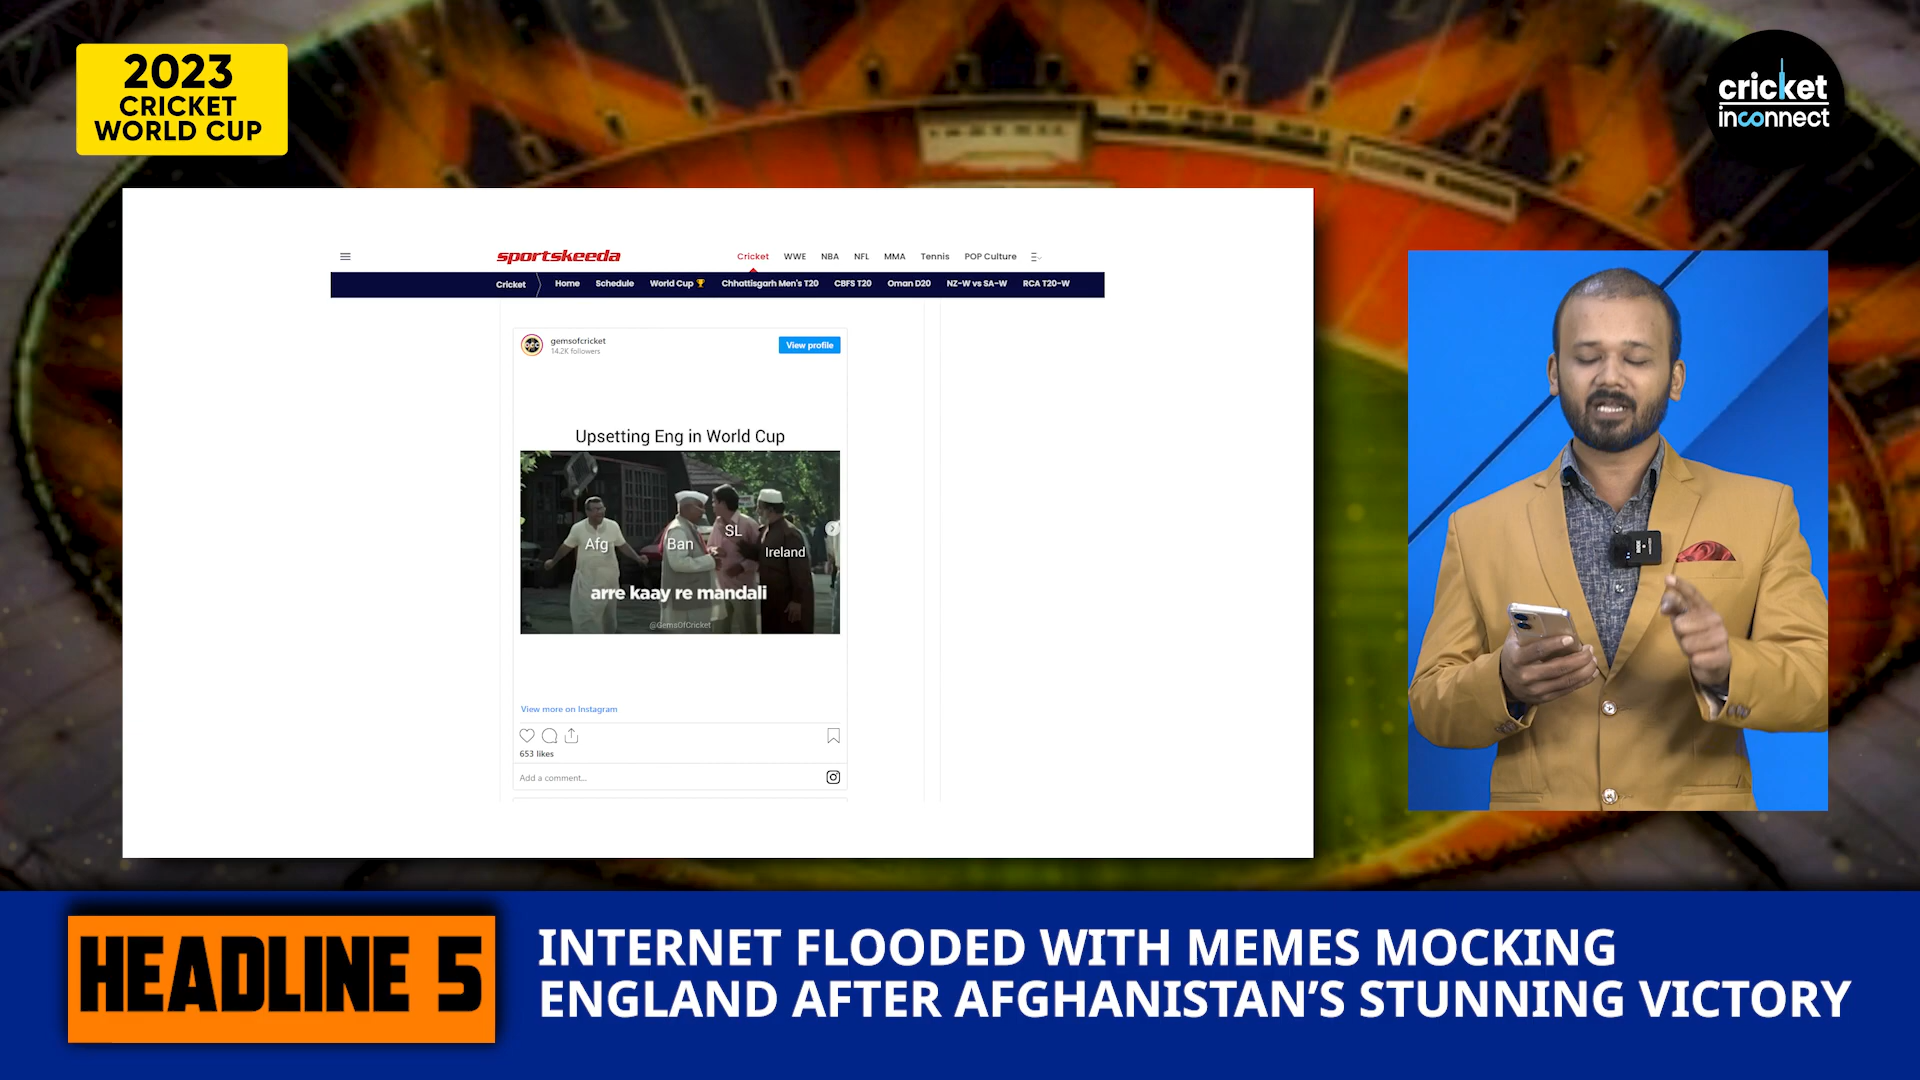 2023
CRICKET
WORLD CUP
cricket
inconnect
sportskeeda
Cricket WWE NBA NFL MMA Tennis POP Culture
Cricket Home Schedule World Cup 🏆 Chhattisgarh Men's T20 CBFS T20 Oman D20 NZ-W vs SA-W RCA T20-W
gemsofcricket
14.2K followers
View profile
Upsetting Eng in World Cup
Afg
Ban
SL
Ireland
arre kaay re mandali
@GemsOfCricket
View more on Instagram
653 likes
Add a comment...
HEADLINE 5
INTERNET FLOODED WITH MEMES MOCKING
ENGLAND AFTER AFGHANISTAN'S STUNNING VICTORY